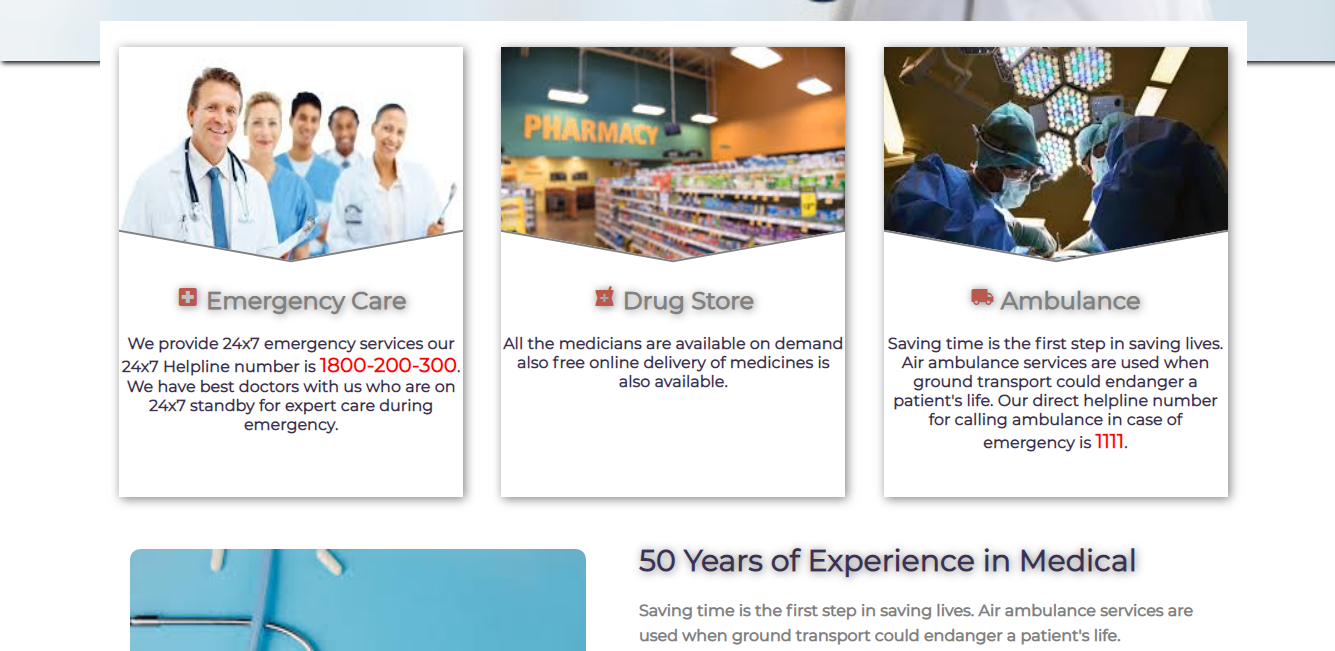 PHARMACY
Emergency Care
We provide 24x7 emergency services our
24x7 Helpline number is 1800-200-300.
We have best doctors with us who are on
24x7 standby for expert care during
emergency.
Drug Store
All the medicians are available on demand
also free online delivery of medicines is
also available.
Ambulance
Saving time is the first step in saving lives.
Air ambulance services are used when
ground transport could endanger a
patient's life. Our direct helpline number
for calling ambulance in case of
emergency is 1111.
50 Years of Experience in Medical
Saving time is the first step in saving lives. Air ambulance services are
used when ground transport could endanger a patient's life.